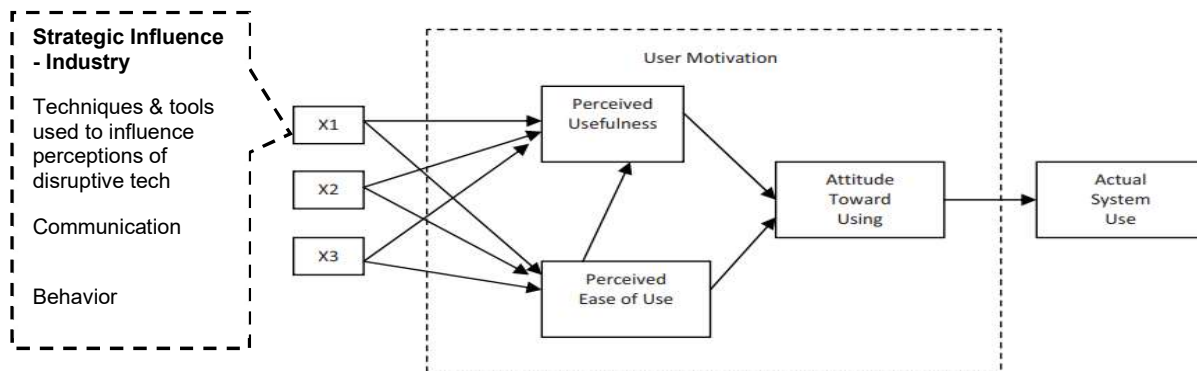 Strategic Influence
- Industry
Techniques & tools
used to influence
perceptions of
disruptive tech
Communication
Behavior
X1
X2
X3
User Motivation
Perceived
Usefulness
Perceived
Ease of Use
Attitude
Toward
Using
Actual
System
Use